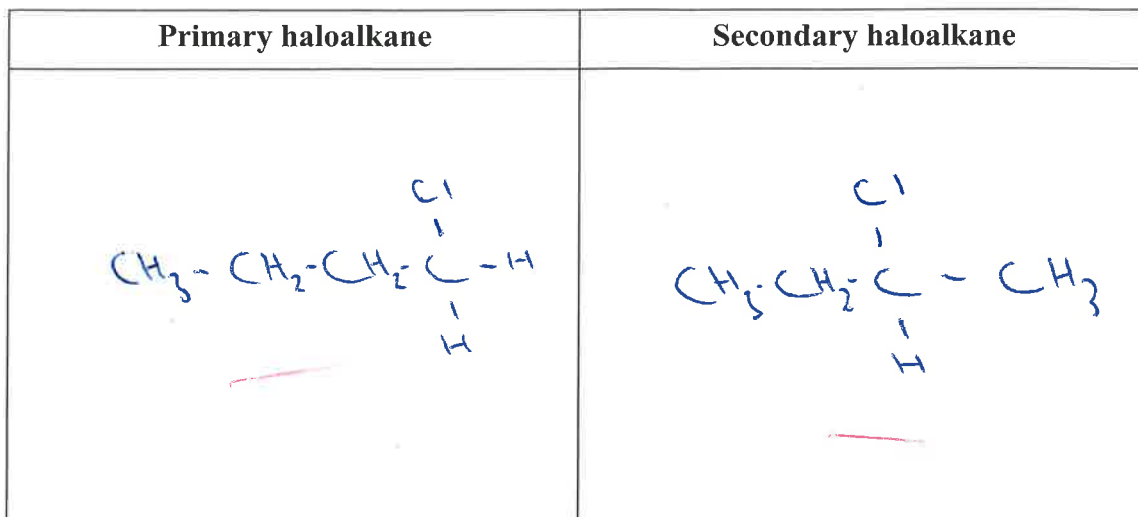 Primary haloalkane
Secondary haloalkane
Cl
CH₃-CH₂-CH₂-C-H
H
Cl
CH₃-CH₂-C-CH₃
H